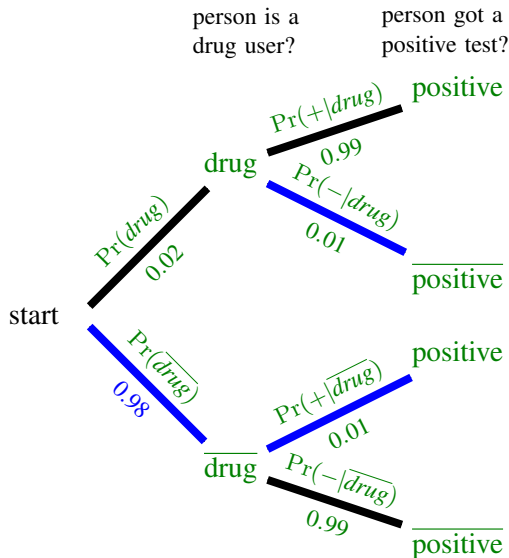 person is a
drug user?
person got a
positive test?
positive
Pr(+|drug)
0.99
drug
Pr(−|drug)
0.01
positive
Pr(drug)
0.02
start
Pr(drug̅)
0.98
positive
Pr(+|drug̅)
0.01
drug̅
Pr(−|drug̅)
0.99
positive